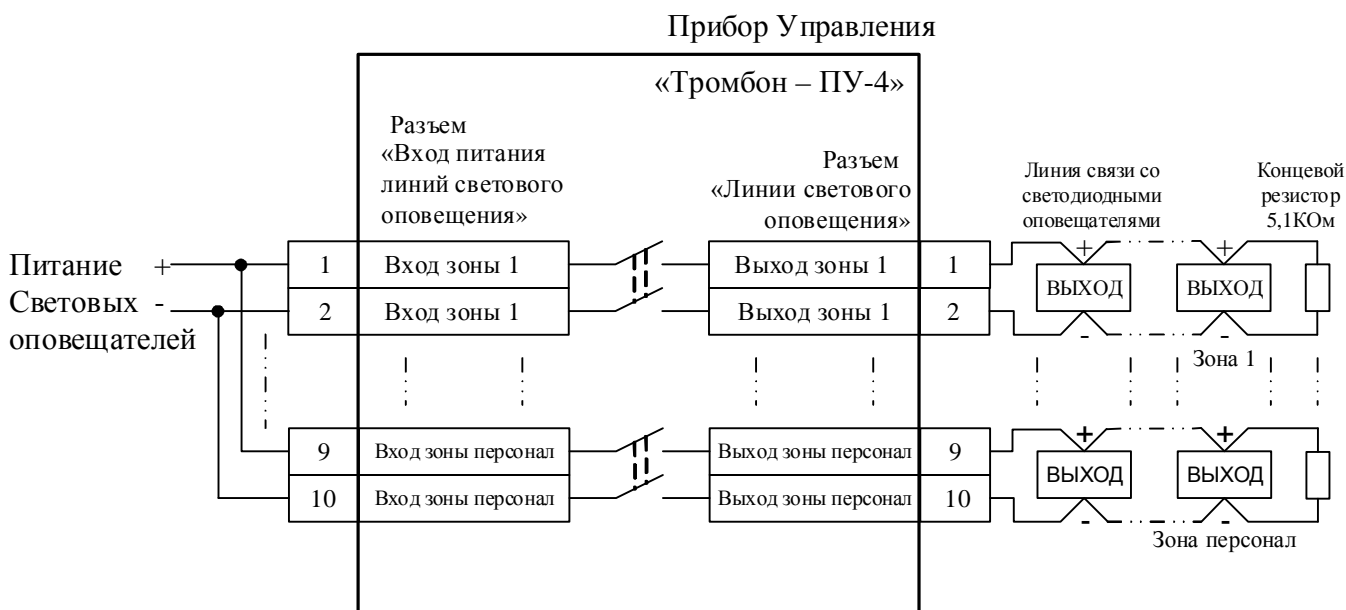 Прибор Управления
«Тромбон – ПУ-4»
Разъем
«Вход питания
линий светового
оповещения»
Разъем
«Линии светового
оповещения»
Линия связи со
светодиодными
оповещателями
Концевой
резистор
5,1КОм
Питание +
Световых -
оповещателей
1 Вход зоны 1 Выход зоны 1 1 + +
ВЫХОД ВЫХОД
2 Вход зоны 1 Выход зоны 1 2
- -
Зона 1
9 Вход зоны персонал Выход зоны персонал 9 + +
ВЫХОД ВЫХОД
10 Вход зоны персонал Выход зоны персонал 10
- -
Зона персонал